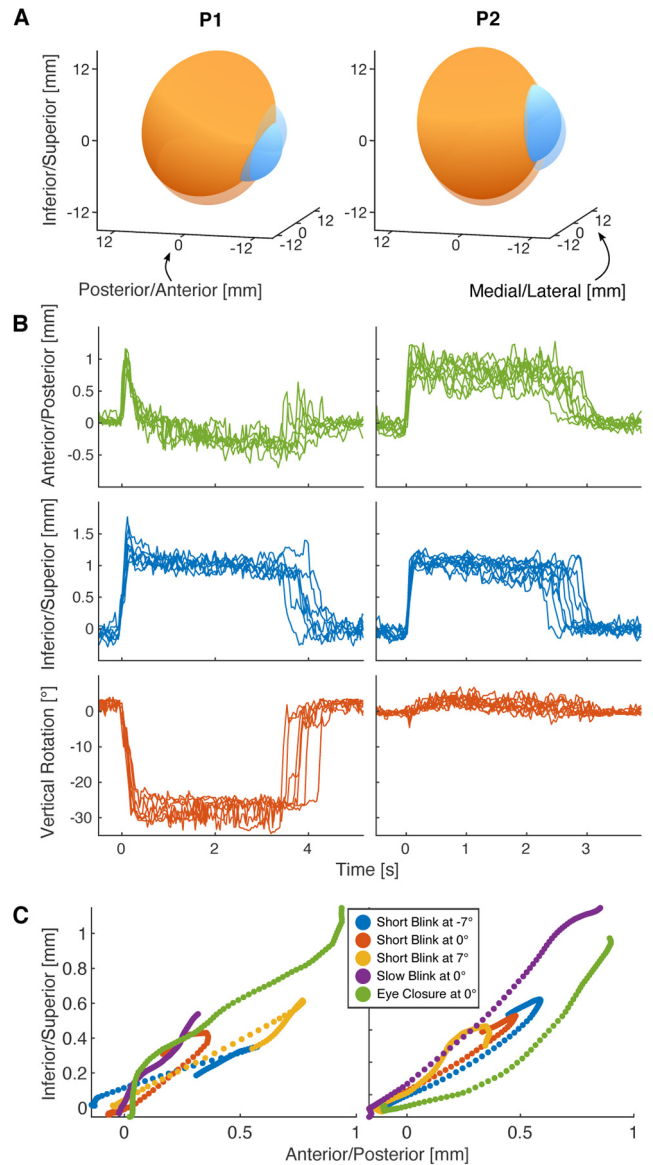 A
P1
P2
Inferior/Superior [mm]
12
0
-12
12
0
-12
12
0
-12
12
0
-12
12
0
-12
12
0
-12
Posterior/Anterior [mm]
Medial/Lateral [mm]
B
Anterior/Posterior [mm]
1
0.5
0
-0.5
Inferior/Superior [mm]
1.5
1
0.5
0
Vertical Rotation [°]
0
-10
-20
-30
0
2
4
0
1
2
3
Time [s]
C
Inferior/Superior [mm]
1
0.8
0.6
0.4
0.2
0
Short Blink at -7°
Short Blink at 0°
Short Blink at 7°
Slow Blink at 0°
Eye Closure at 0°
0
0.5
1
0
0.5
1
Anterior/Posterior [mm]